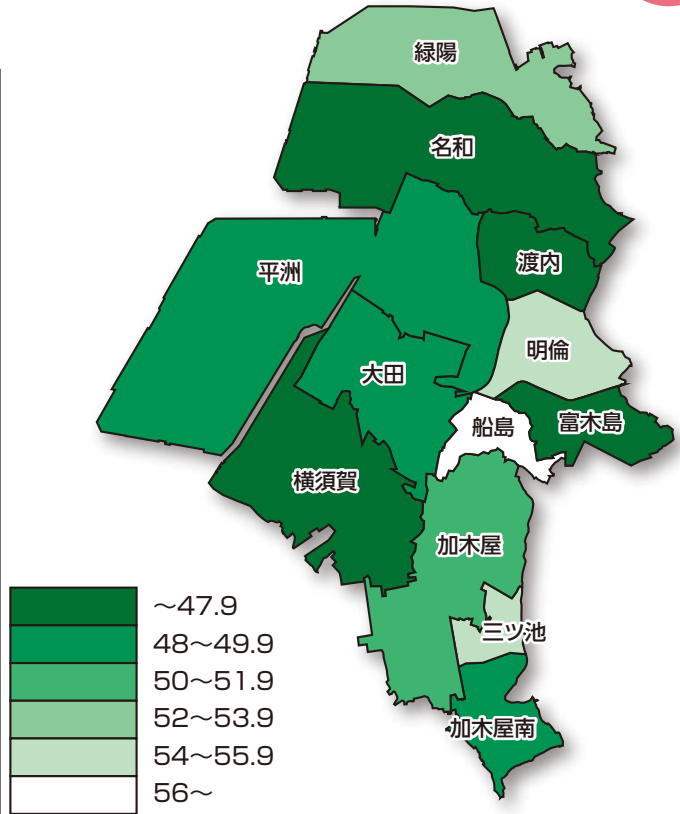 緑陽
名和
渡内
平洲
明倫
大田
船島
富木島
横須賀
加木屋
三ツ池
加木屋南
～47.9
48～49.9
50～51.9
52～53.9
54～55.9
56～